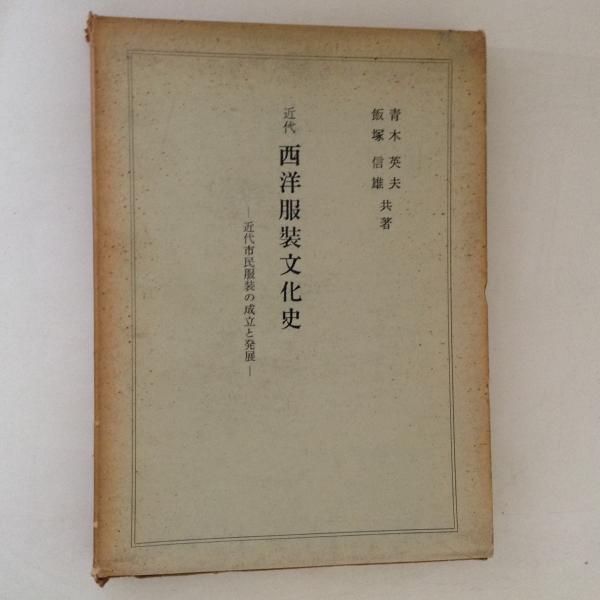 青木英夫
飯塚信雄 共著
近代 西洋服装文化史
―近代市民服装の成立と発展―